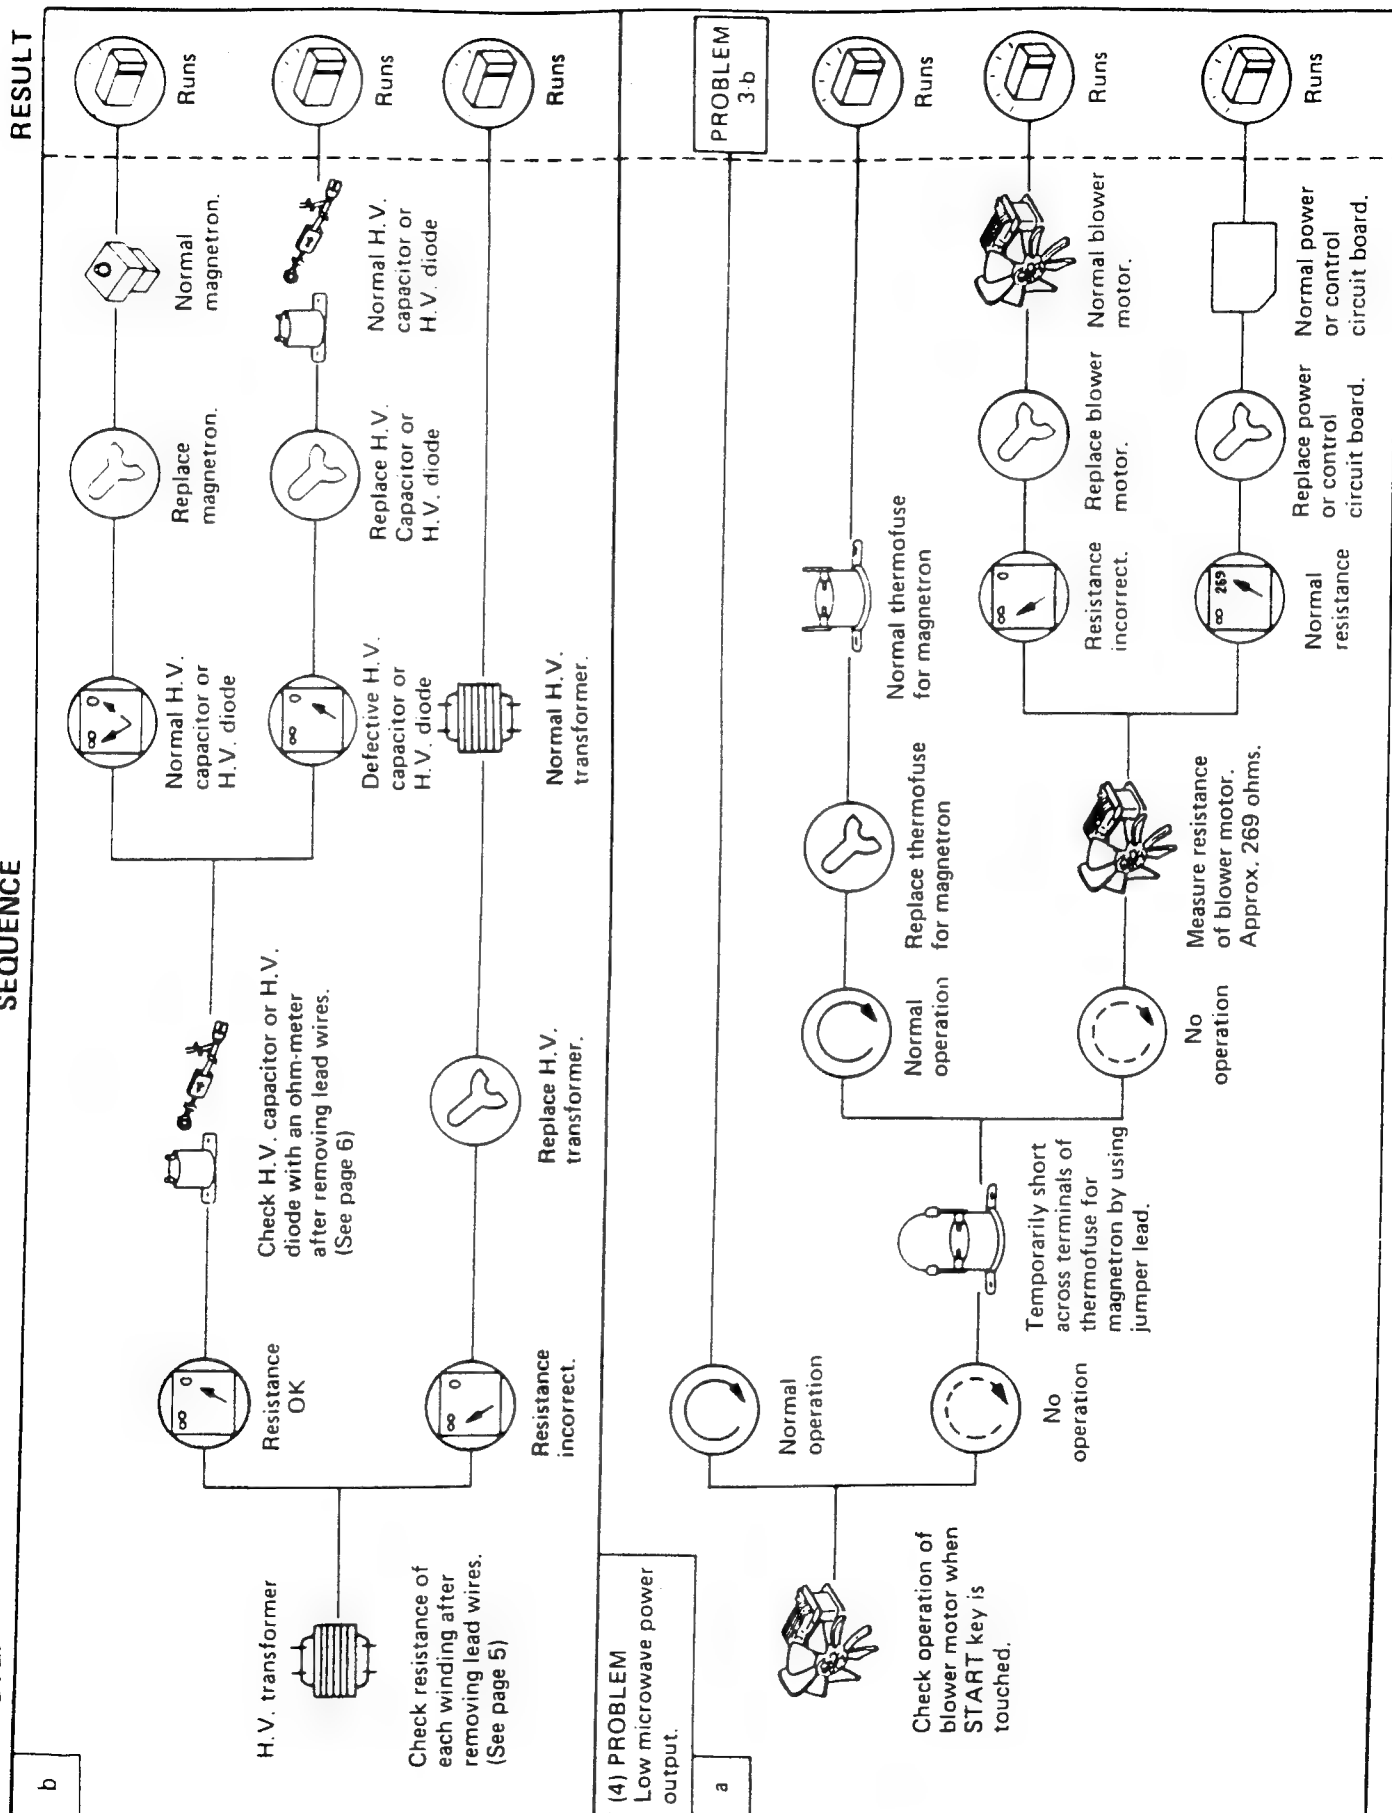 SEQUENCE
RESULT
b
H.V. transformer
Check resistance of
each winding after
removing lead wires.
(See page 5)
∞ 0
Resistance
OK
∞ 0
Resistance
incorrect.
Check H.V. capacitor or H.V.
diode with an ohm-meter
after removing lead wires.
(See page 6)
Replace H.V.
transformer.
∞ 0
Normal H.V.
capacitor or
H.V. diode
∞ 0
Defective H.V.
capacitor or
H.V. diode
Normal H.V.
transformer.
Replace
magnetron.
Replace H.V.
Capacitor or
H.V. diode
Normal
magnetron.
Normal H.V.
capacitor or
H.V. diode
Runs
Runs
Runs
(4) PROBLEM
Low microwave power
output.
a
Check operation of
blower motor when
START key is
touched.
Normal
operation
No
operation
Temporarily short
across terminals of
thermofuse for
magnetron by using
jumper lead.
Normal
operation
No
operation
Replace thermofuse
for magnetron
Measure resistance
of blower motor.
Approx. 269 ohms.
Normal thermofuse
for magnetron
∞ 0
Resistance
incorrect.
∞ 269
Normal
resistance
Replace blower
motor.
Replace power
or control
circuit board.
Normal blower
motor.
Normal power
or control
circuit board.
PROBLEM
3-b
Runs
Runs
Runs